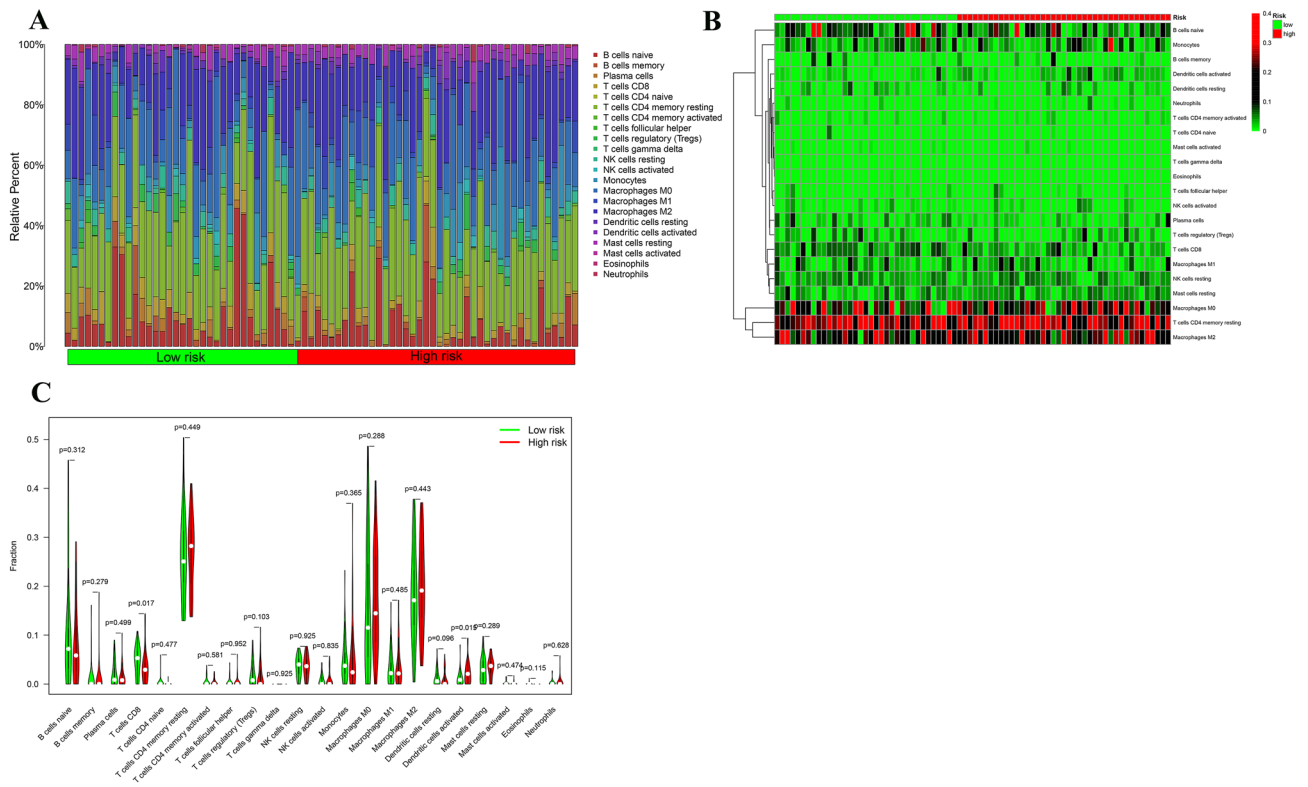 A
100%
80%
60%
40%
20%
0%
Relative Percent
Low risk
High risk
B cells naive
B cells memory
Plasma cells
T cells CD8
T cells CD4 naive
T cells CD4 memory resting
T cells CD4 memory activated
T cells follicular helper
T cells regulatory (Tregs)
T cells gamma delta
NK cells resting
NK cells activated
Monocytes
Macrophages M0
Macrophages M1
Macrophages M2
Dendritic cells resting
Dendritic cells activated
Mast cells resting
Mast cells activated
Eosinophils
Neutrophils
B
Risk
B cells naive
Monocytes
B cells memory
Dendritic cells activated
Dendritic cells resting
Neutrophils
T cells CD4 memory activated
T cells CD4 naive
Mast cells activated
T cells gamma delta
Eosinophils
T cells follicular helper
NK cells activated
Plasma cells
T cells regulatory (Tregs)
T cells CD8
Macrophages M1
NK cells resting
Mast cells resting
Macrophages M0
T cells CD4 memory resting
Macrophages M2
0.4
0.3
0.2
0.1
0
Risk
low
high
C
Fraction
0.5
0.4
0.3
0.2
0.1
0.0
p=0.312
p=0.279
p=0.499
p=0.017
p=0.477
p=0.449
p=0.581
p=0.952
p=0.103
p=0.925
p=0.925
p=0.835
p=0.365
p=0.288
p=0.485
p=0.443
p=0.096
p=0.015
p=0.289
p=0.474
p=0.115
p=0.628
Low risk
High risk
B cells naive
B cells memory
Plasma cells
T cells CD8
T cells CD4 naive
T cells CD4 memory resting
T cells CD4 memory activated
T cells follicular helper
T cells regulatory (Tregs)
T cells gamma delta
NK cells resting
NK cells activated
Monocytes
Macrophages M0
Macrophages M1
Macrophages M2
Dendritic cells resting
Dendritic cells activated
Mast cells resting
Mast cells activated
Eosinophils
Neutrophils